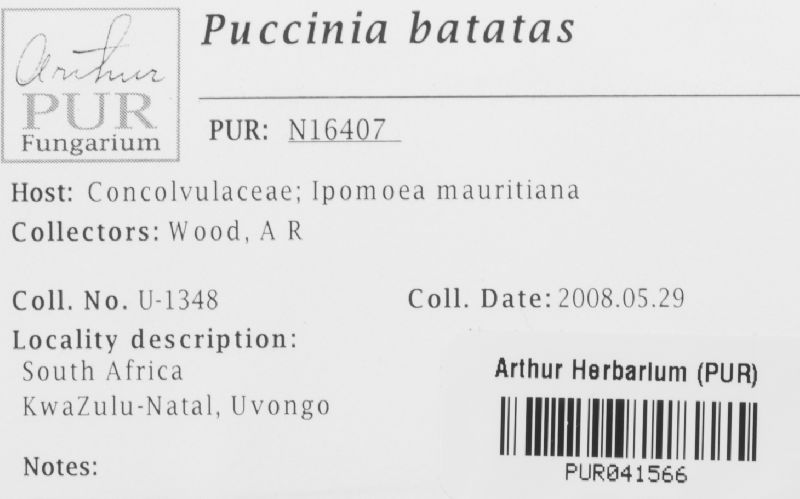 Puccinia batatas
Arthur
PUR
Fungarium
PUR: N16407
Host: Concolvulaceae; Ipomoea mauritiana
Collectors: Wood, A R
Coll. No. U-1348 Coll. Date: 2008.05.29
Locality description:
South Africa
KwaZulu-Natal, Uvongo
Notes:
Arthur Herbarium (PUR)
PUR041566